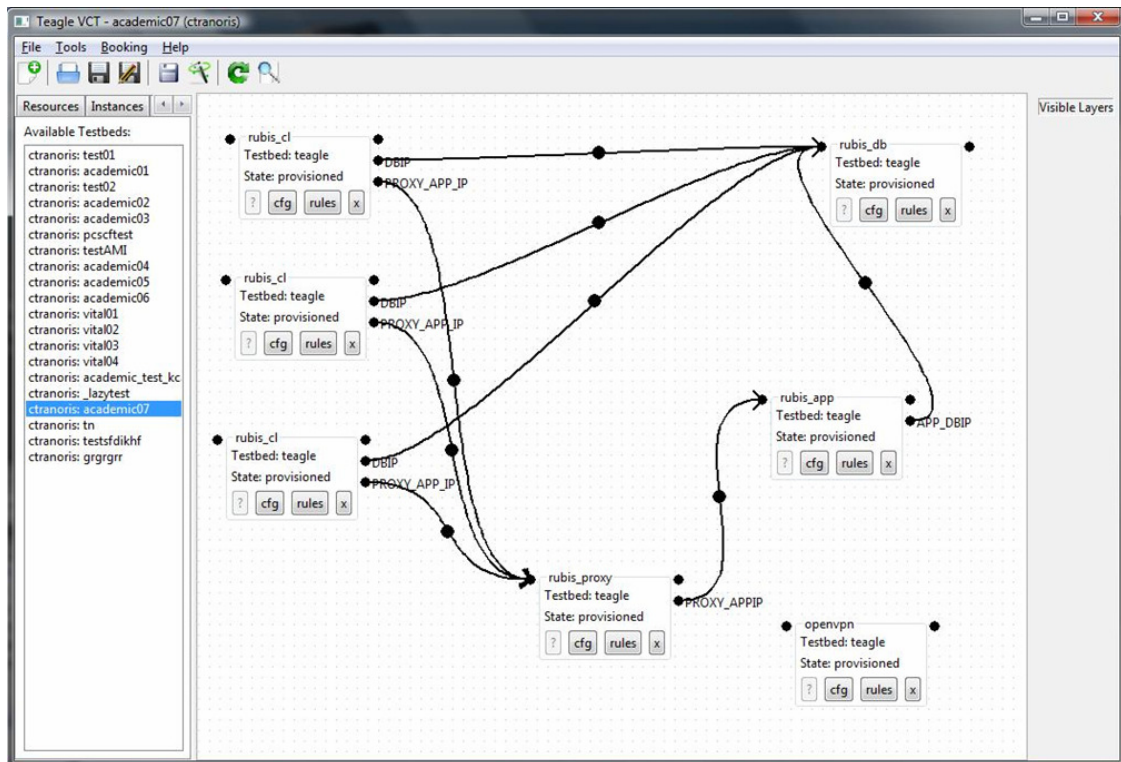 Teagle VCT - academic07 (ctranoris)
File Tools Booking Help
Resources Instances
Available Testbeds:
ctranoris: test01
ctranoris: academic01
ctranoris: test02
ctranoris: academic02
ctranoris: academic03
ctranoris: pcscftest
ctranoris: testAMI
ctranoris: academic04
ctranoris: academic05
ctranoris: academic06
ctranoris: vital01
ctranoris: vital02
ctranoris: vital03
ctranoris: vital04
ctranoris: academic_test_kc
ctranoris: _lazytest
ctranoris: academic07
ctranoris: tn
ctranoris: testsfdikhf
ctranoris: grgrgrr
rubis_cl
Testbed: teagle
State: provisioned
? cfg rules x
DBIP
PROXY_APP_IP
rubis_cl
Testbed: teagle
State: provisioned
? cfg rules x
DBIP
PROXY_APP_IP
rubis_cl
Testbed: teagle
State: provisioned
? cfg rules x
DBIP
PROXY_APP_IP
rubis_db
Testbed: teagle
State: provisioned
? cfg rules x
rubis_app
Testbed: teagle
State: provisioned
? cfg rules x
APP_DBIP
rubis_proxy
Testbed: teagle
State: provisioned
? cfg rules x
PROXY_APPIP
openvpn
Testbed: teagle
State: provisioned
? cfg rules x
Visible Layers